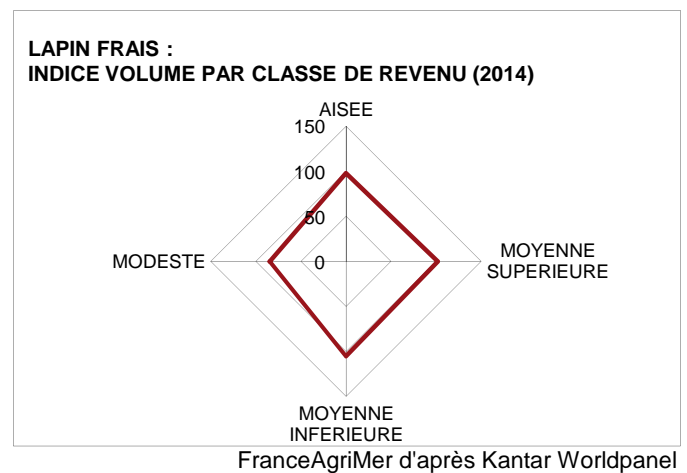 LAPIN FRAIS :
INDICE VOLUME PAR CLASSE DE REVENU (2014)
AISEE
150
100
50
0
MODESTE
MOYENNE
SUPERIEURE
MOYENNE
INFERIEURE
FranceAgriMer d'après Kantar Worldpanel